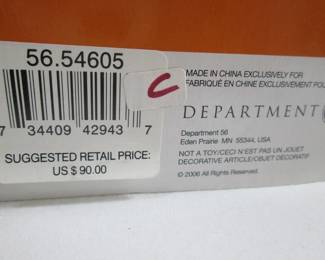 56.54605
7 34409 42943 7
SUGGESTED RETAIL PRICE:
US $ 90.00
C
MADE IN CHINA EXCLUSIVELY FOR
FABRIQUÉ EN CHINE EXCLUSIVEMENT POU
DEPARTMENT
Department 56
Eden Prairie MN 55344, USA
NOT A TOY/CECI N'EST PAS UN JOUET
DECORATIVE ARTICLE/OBJET DECORATIF
© 2006 All Rights Reserved.